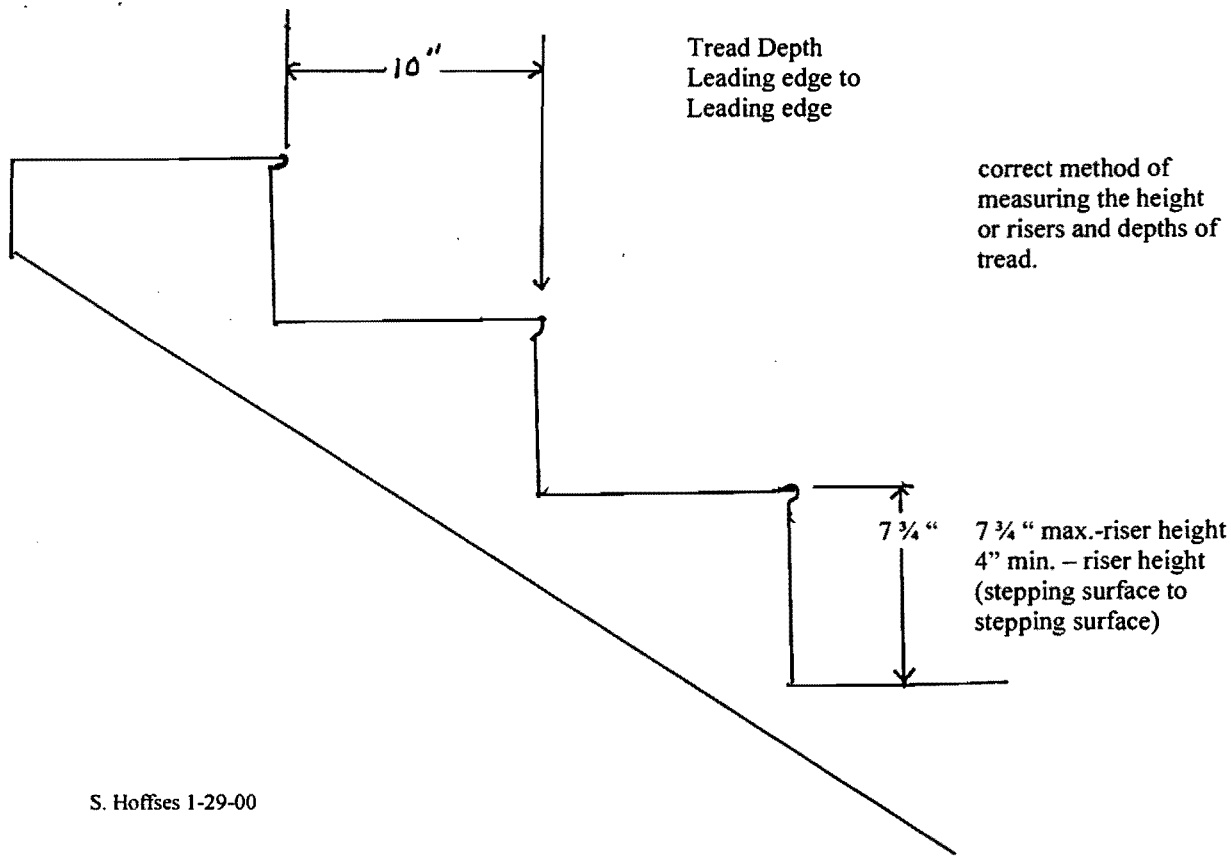 10"
Tread Depth
Leading edge to
Leading edge
correct method of
measuring the height
or risers and depths of
tread.
7 ¾ “ 7 ¾ “ max.-riser height
4” min. – riser height
(stepping surface to
stepping surface)
S. Hoffses 1-29-00